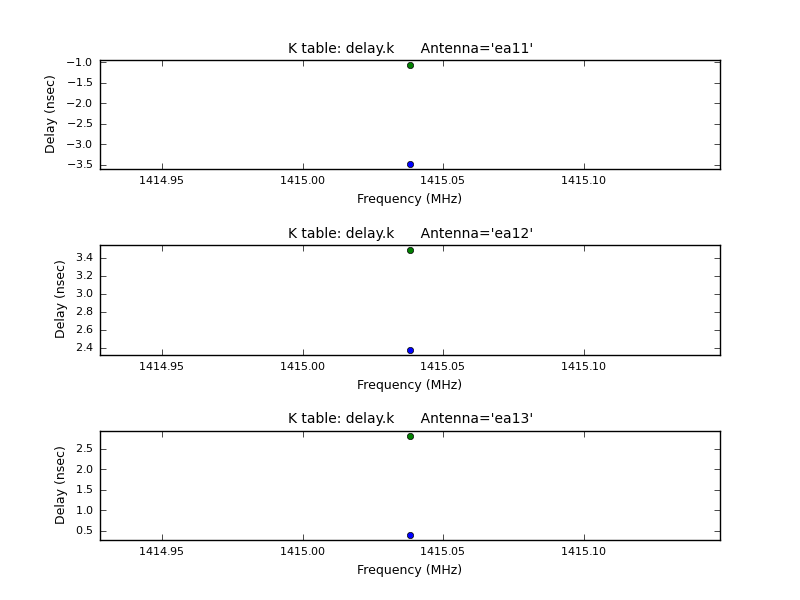 K table: delay.k Antenna='ea11'
Delay (nsec)
−1.0
−1.5
−2.0
−2.5
−3.0
−3.5
1414.95 1415.00 1415.05 1415.10
Frequency (MHz)
K table: delay.k Antenna='ea12'
Delay (nsec)
3.4
3.2
3.0
2.8
2.6
2.4
1414.95 1415.00 1415.05 1415.10
Frequency (MHz)
K table: delay.k Antenna='ea13'
Delay (nsec)
2.5
2.0
1.5
1.0
0.5
1414.95 1415.00 1415.05 1415.10
Frequency (MHz)